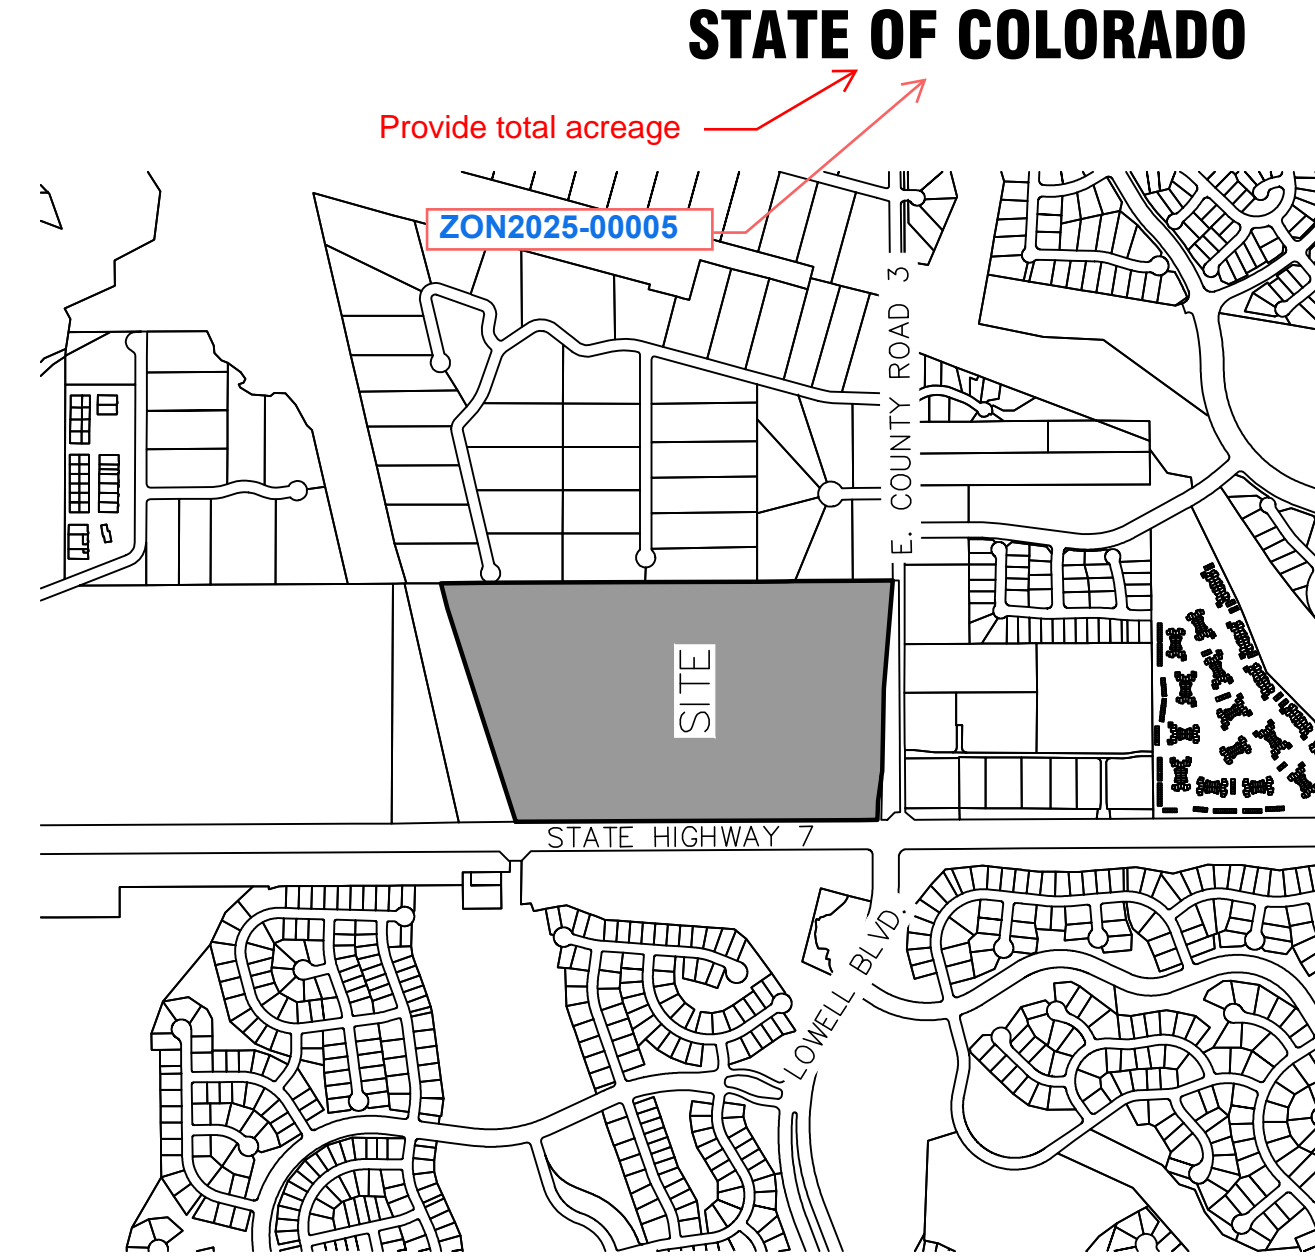 STATE OF COLORADO
Provide total acreage
ZON2025-00005
E. COUNTY ROAD 3
SITE
STATE HIGHWAY 7
LOWELL BLVD.